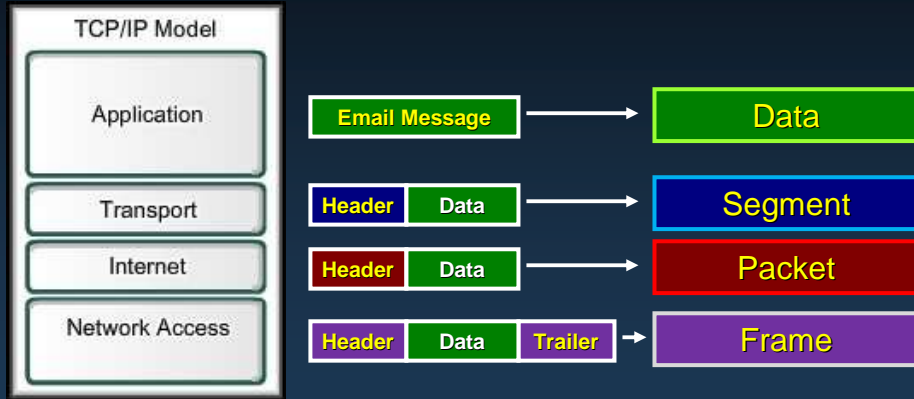 TCP/IP Model
Application
Email Message
Data
Transport
Header Data
Segment
Internet
Header Data
Packet
Network Access
Header Data Trailer
Frame